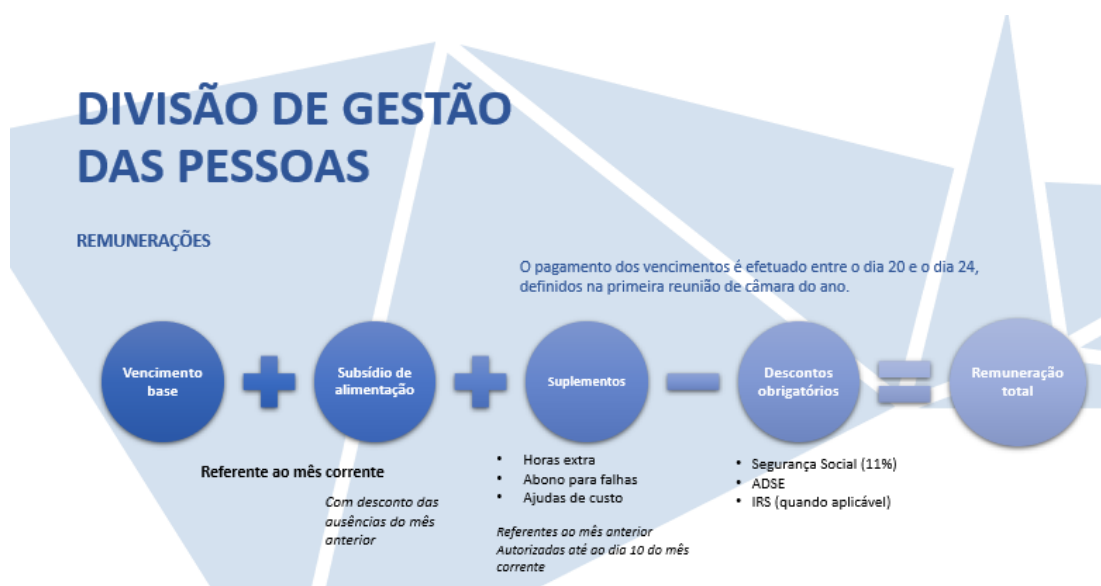 DIVISÃO DE GESTÃO
DAS PESSOAS
REMUNERAÇÕES
O pagamento dos vencimentos é efetuado entre o dia 20 e o dia 24,
definidos na primeira reunião de câmara do ano.
Vencimento
base
Subsídio de
alimentação
Suplementos
Descontos
obrigatórios
Remuneração
total
Referente ao mês corrente
Com desconto das
ausências do mês
anterior
• Horas extra
• Abono para falhas
• Ajudas de custo
Referentes ao mês anterior
Autorizadas até ao dia 10 do mês
corrente
• Segurança Social (11%)
• ADSE
• IRS (quando aplicável)